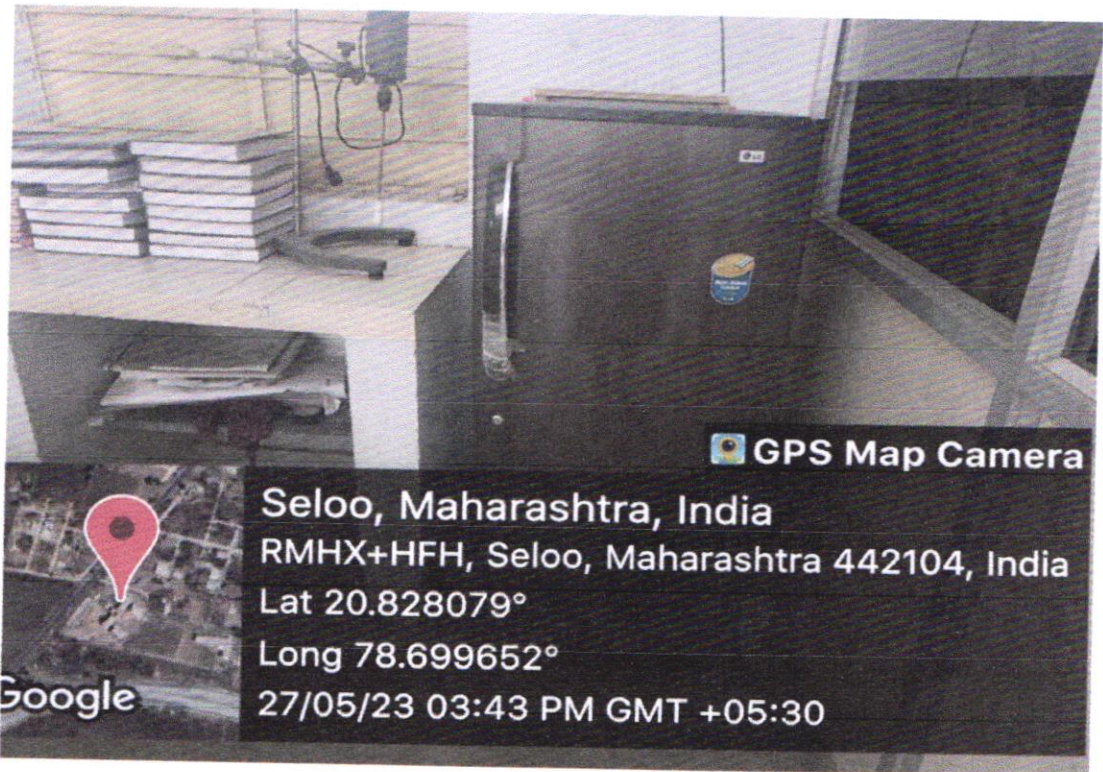 LG
GPS Map Camera
Seloo, Maharashtra, India
RMHX+HFH, Seloo, Maharashtra 442104, India
Lat 20.828079°
Long 78.699652°
27/05/23 03:43 PM GMT +05:30
Google